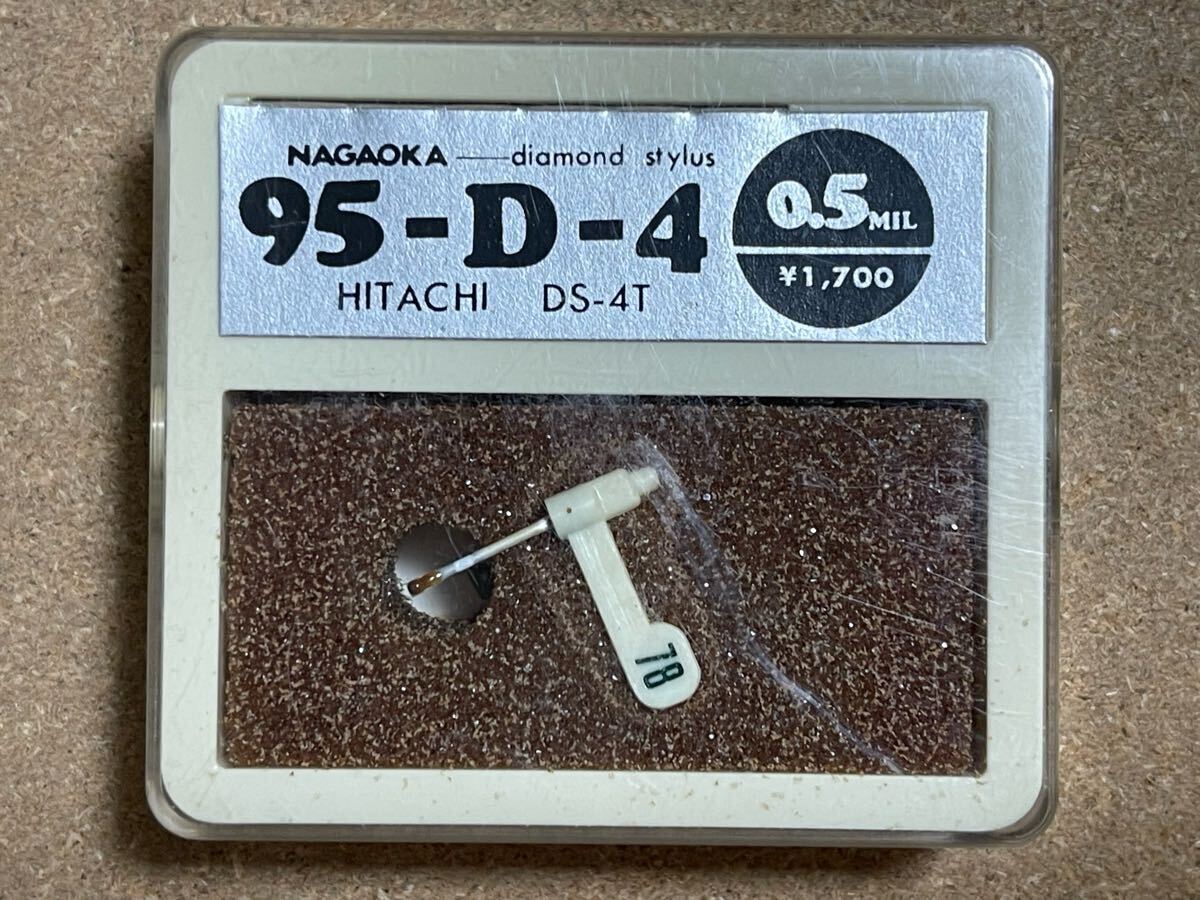 NAGAOKA — diamond stylus
95-D-4
HITACHI DS-4T
0.5 MIL
¥1,700
78